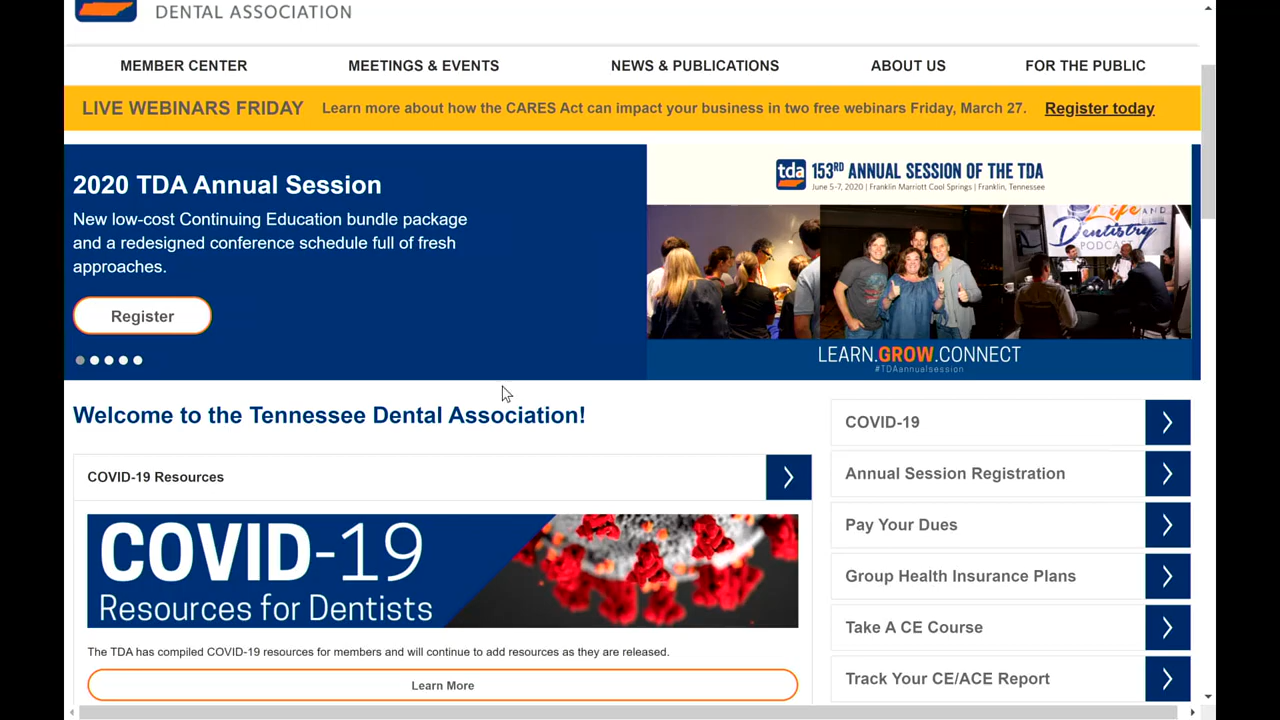 DENTAL ASSOCIATION
MEMBER CENTER
MEETINGS & EVENTS
NEWS & PUBLICATIONS
ABOUT US
FOR THE PUBLIC
LIVE WEBINARS FRIDAY
Learn more about how the CARES Act can impact your business in two free webinars Friday, March 27.
Register today
2020 TDA Annual Session
New low-cost Continuing Education bundle package
and a redesigned conference schedule full of fresh
approaches.
Register
tda
153RD ANNUAL SESSION OF THE TDA
June 5-7, 2020 | Franklin Marriott Cool Springs | Franklin, Tennessee
Life AND
Dentistry
PODCAST
LEARN.GROW.CONNECT
#TDAannualsession
Welcome to the Tennessee Dental Association!
COVID-19 Resources
COVID-19
Resources for Dentists
The TDA has compiled COVID-19 resources for members and will continue to add resources as they are released.
Learn More
COVID-19
Annual Session Registration
Pay Your Dues
Group Health Insurance Plans
Take A CE Course
Track Your CE/ACE Report